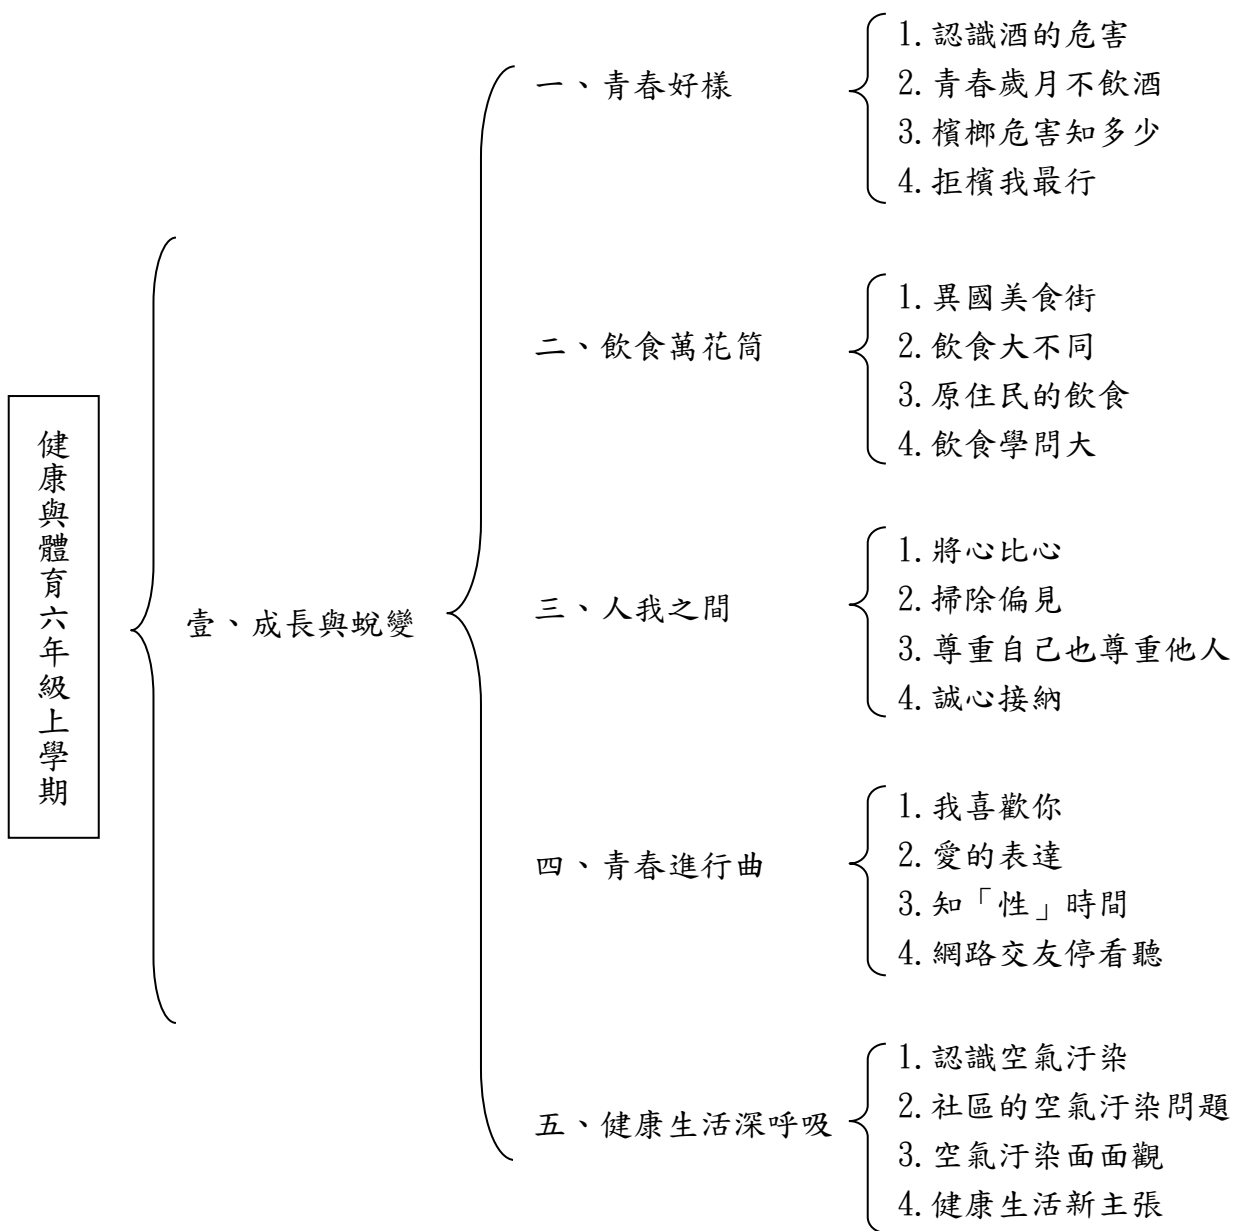 健康與體育六年級上學期
壹、成長與蛻變
一、青春好樣
1.認識酒的危害
2.青春歲月不飲酒
3.檳榔危害知多少
4.拒檳我最行
二、飲食萬花筒
1.異國美食街
2.飲食大不同
3.原住民的飲食
4.飲食學問大
三、人我之間
1.將心比心
2.掃除偏見
3.尊重自己也尊重他人
4.誠心接納
四、青春進行曲
1.我喜歡你
2.愛的表達
3.知「性」時間
4.網路交友停看聽
五、健康生活深呼吸
1.認識空氣汙染
2.社區的空氣汙染問題
3.空氣汙染面面觀
4.健康生活新主張